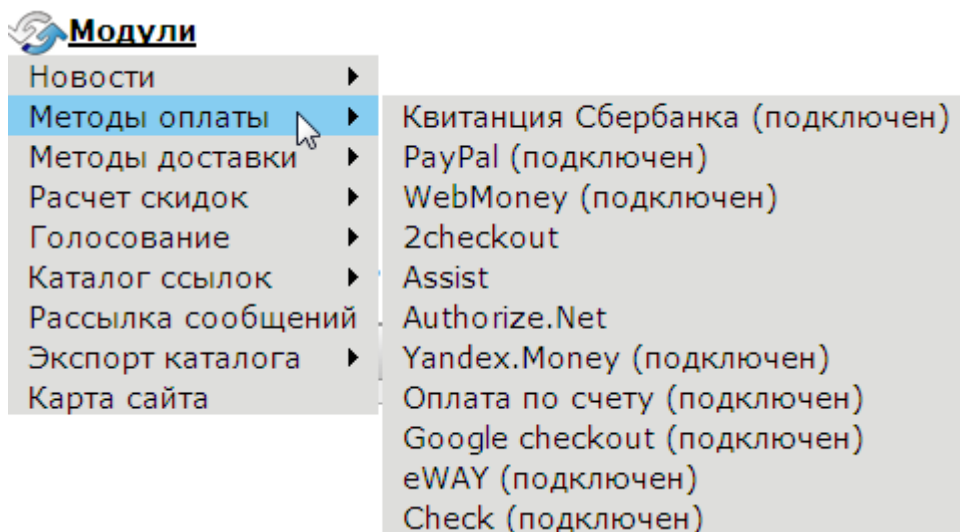 Модули
Новости
Методы оплаты
Методы доставки
Расчет скидок
Голосование
Каталог ссылок
Рассылка сообщений
Экспорт каталога
Карта сайта
Квитанция Сбербанка (подключен)
PayPal (подключен)
WebMoney (подключен)
2checkout
Assist
Authorize.Net
Yandex.Money (подключен)
Оплата по счету (подключен)
Google checkout (подключен)
eWAY (подключен)
Check (подключен)